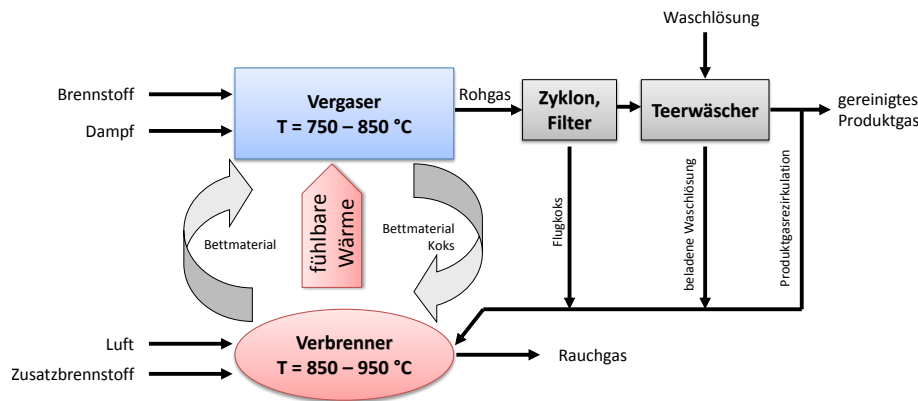 Waschlösung
Brennstoff
Dampf
Vergaser
T = 750 – 850 °C
Rohgas
Zyklon,
Filter
Teerwäscher
gereinigtes
Produktgas
Bettmaterial
fühlbare
Wärme
Bettmaterial
Koks
Flugkoks
beladene Waschlösung
Produktgasrezirkulation
Luft
Zusatzbrennstoff
Verbrenner
T = 850 – 950 °C
Rauchgas